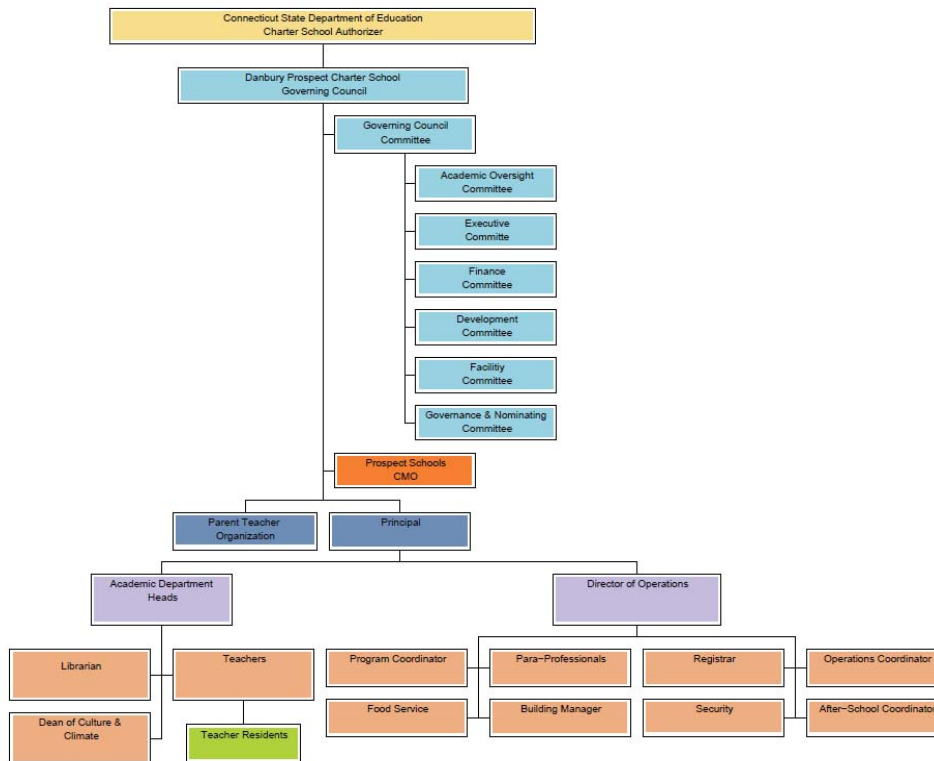 Connecticut State Department of Education
Charter School Authorizer
Danbury Prospect Charter School
Governing Council
Governing Council
Committee
Academic Oversight
Committee
Executive
Committe
Finance
Committee
Development
Committee
Facilitiy
Committee
Governance & Nominating
Committee
Prospect Schools
CMO
Parent Teacher
Organization
Principal
Academic Department
Heads
Director of Operations
Librarian
Teachers
Program Coordinator
Para-Professionals
Registrar
Operations Coordinator
Dean of Culture &
Climate
Teacher Residents
Food Service
Building Manager
Security
After-School Coordinator